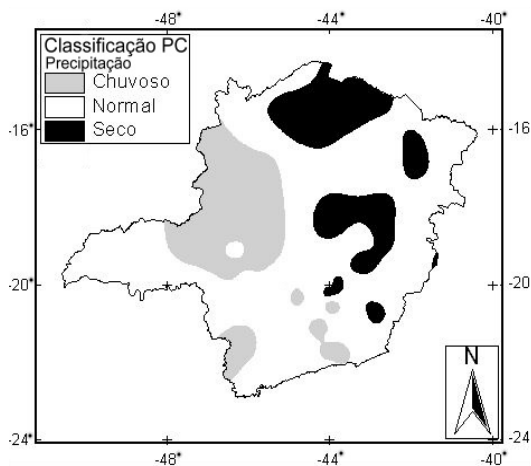 -48° -44° -40°
Classificação PC
Precipitação
Chuvoso
Normal
Seco
-16° -16
-20° -20
N
-24° -24
-48° -44° -40°